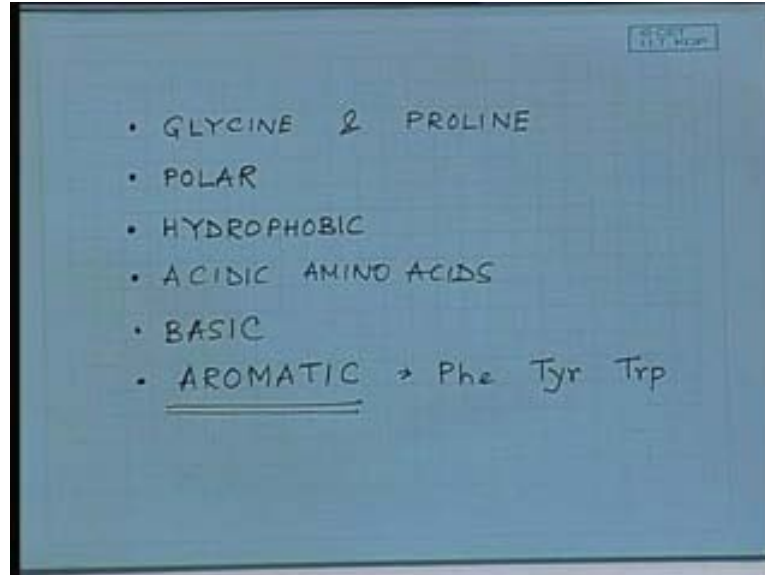 • GLYCINE & PROLINE
• POLAR
• HYDROPHOBIC
• ACIDIC AMINO ACIDS
• BASIC
• AROMATIC → Phe Tyr Trp